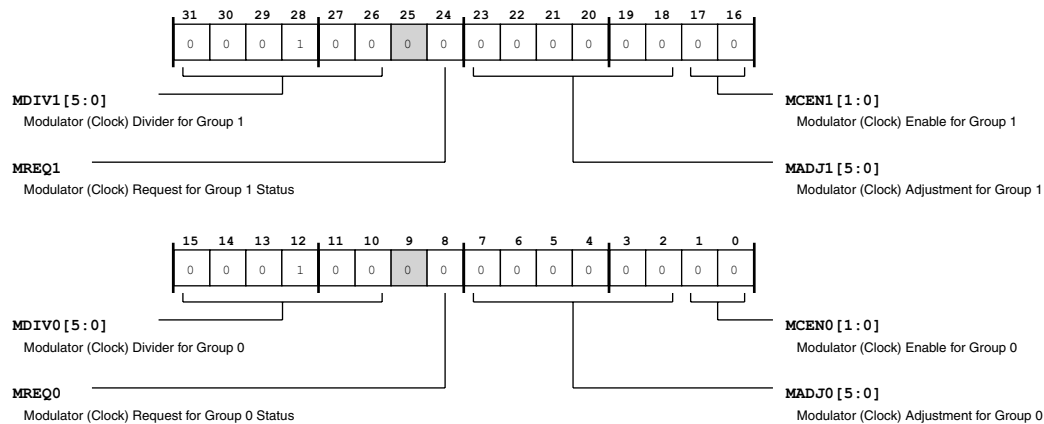 31 30 29 28 27 26 25 24 23 22 21 20 19 18 17 16
0 0 0 1 0 0 0 0 0 0 0 0 0 0 0 0
MDIV1[5:0]
Modulator (Clock) Divider for Group 1
MCEN1[1:0]
Modulator (Clock) Enable for Group 1
MREQ1
Modulator (Clock) Request for Group 1 Status
MADJ1[5:0]
Modulator (Clock) Adjustment for Group 1
15 14 13 12 11 10 9 8 7 6 5 4 3 2 1 0
0 0 0 1 0 0 0 0 0 0 0 0 0 0 0 0
MDIV0[5:0]
Modulator (Clock) Divider for Group 0
MCEN0[1:0]
Modulator (Clock) Enable for Group 0
MREQ0
Modulator (Clock) Request for Group 0 Status
MADJ0[5:0]
Modulator (Clock) Adjustment for Group 0